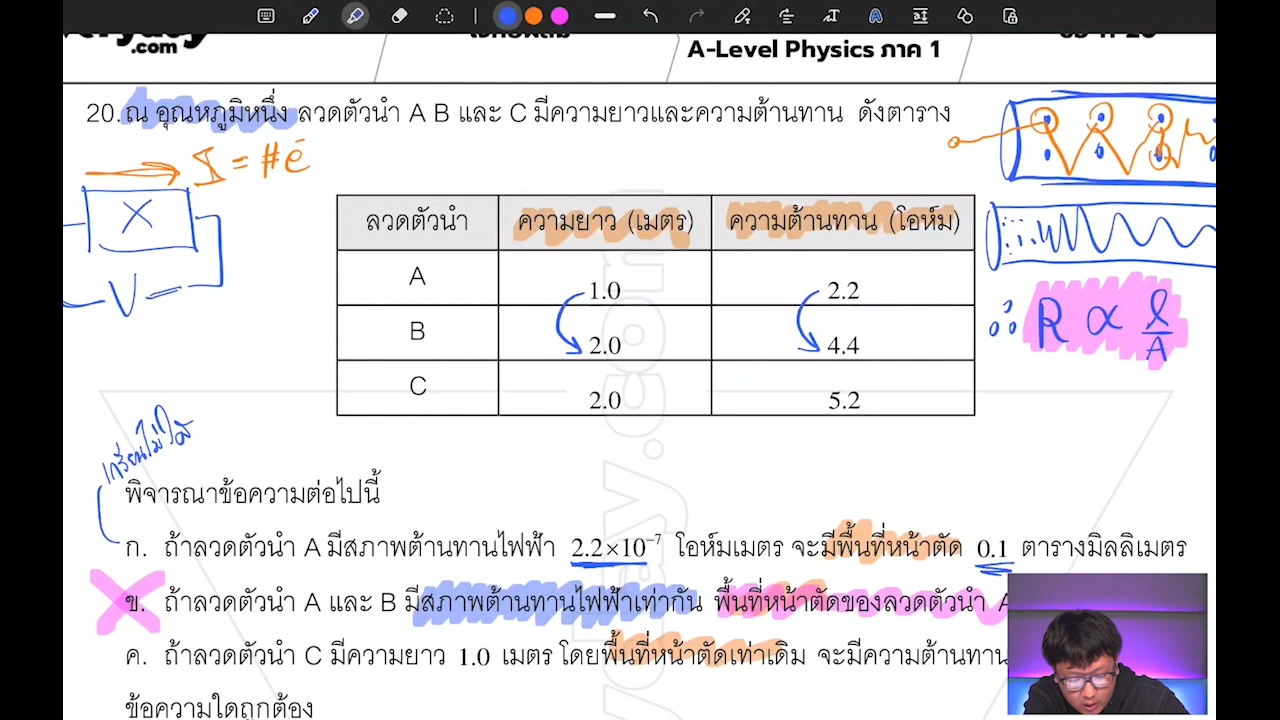 .com
A-Level Physics ภาค 1
20. ณ อุณหภูมิหนึ่ง ลวดตัวนำ A B และ C มีความยาวและความต้านทาน ดังตาราง
I = #e⁻
X
V
ลวดตัวนำ ความยาว (เมตร) ความต้านทาน (โอห์ม)
A 1.0 2.2
B 2.0 4.4
C 2.0 5.2
∴ R ∝ l/A
เกรียนไม่ใส่
พิจารณาข้อความต่อไปนี้
ก. ถ้าลวดตัวนำ A มีสภาพต้านทานไฟฟ้า 2.2×10⁻⁷ โอห์มเมตร จะมีพื้นที่หน้าตัด 0.1 ตารางมิลลิเมตร
ข. ถ้าลวดตัวนำ A และ B มีสภาพต้านทานไฟฟ้าเท่ากัน พื้นที่หน้าตัดของลวดตัวนำ A
ค. ถ้าลวดตัวนำ C มีความยาว 1.0 เมตร โดยพื้นที่หน้าตัดเท่าเดิม จะมีความต้านทาน
ข้อความใดถูกต้อง